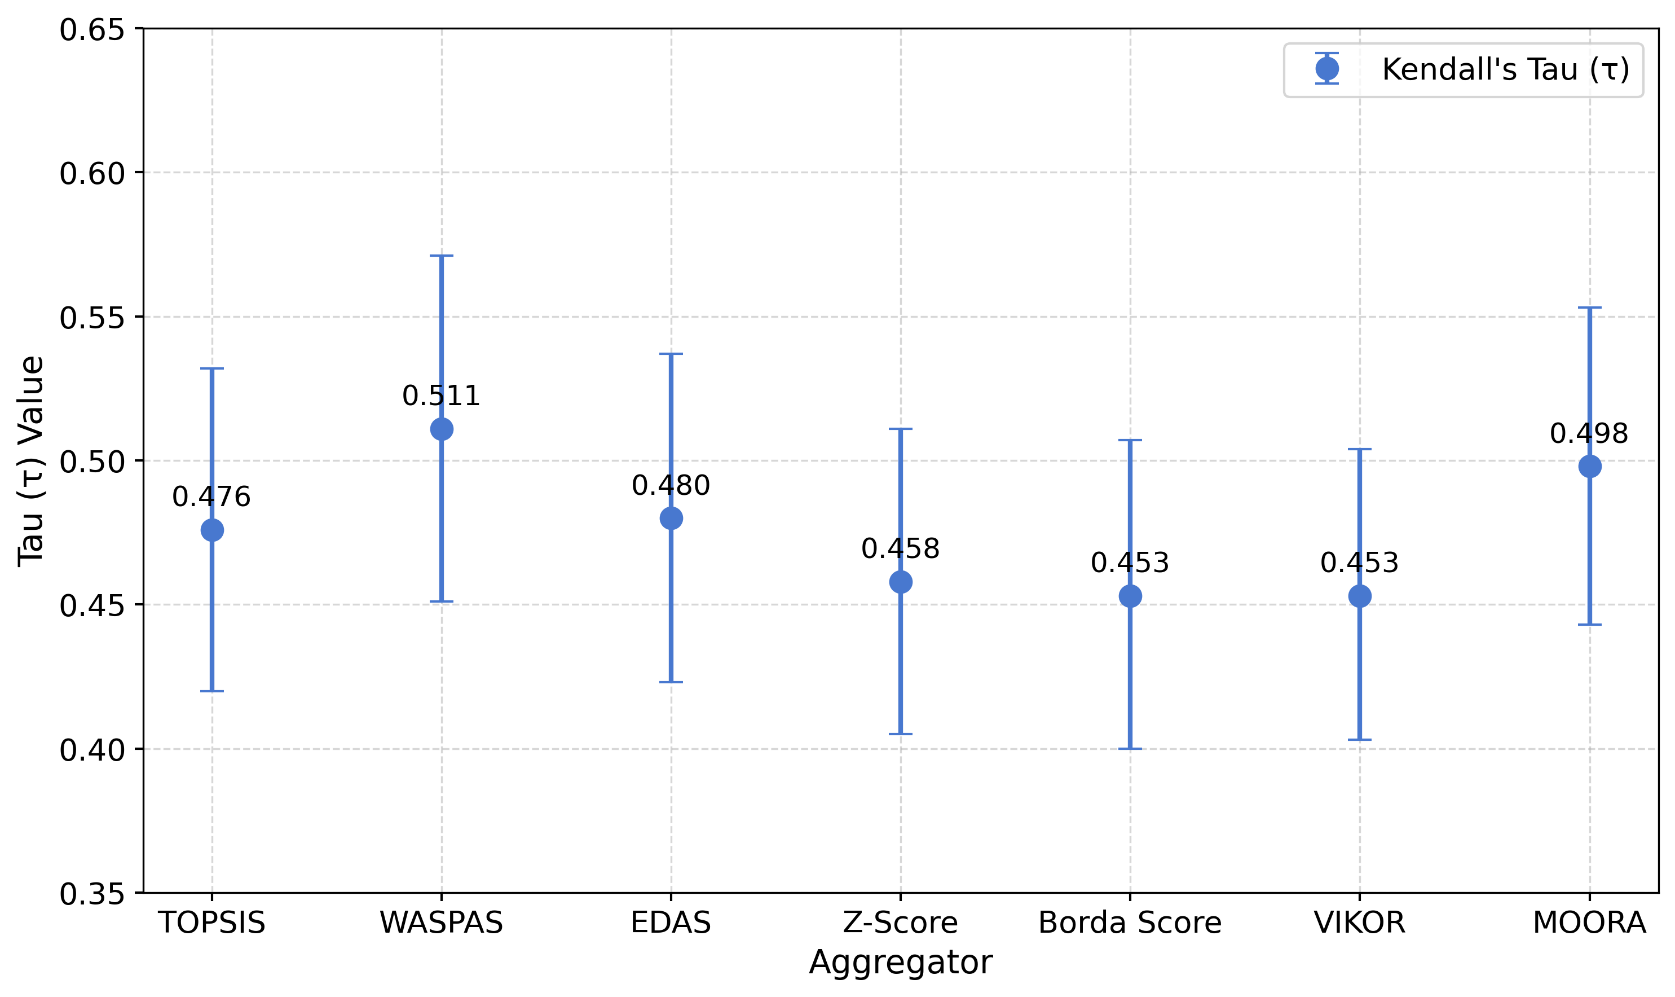 0.65
0.60
0.55
0.50
0.45
0.40
0.35
Tau (τ) Value
Kendall's Tau (τ)
0.476
0.511
0.480
0.458
0.453
0.453
0.498
TOPSIS
WASPAS
EDAS
Z-Score
Borda Score
VIKOR
MOORA
Aggregator